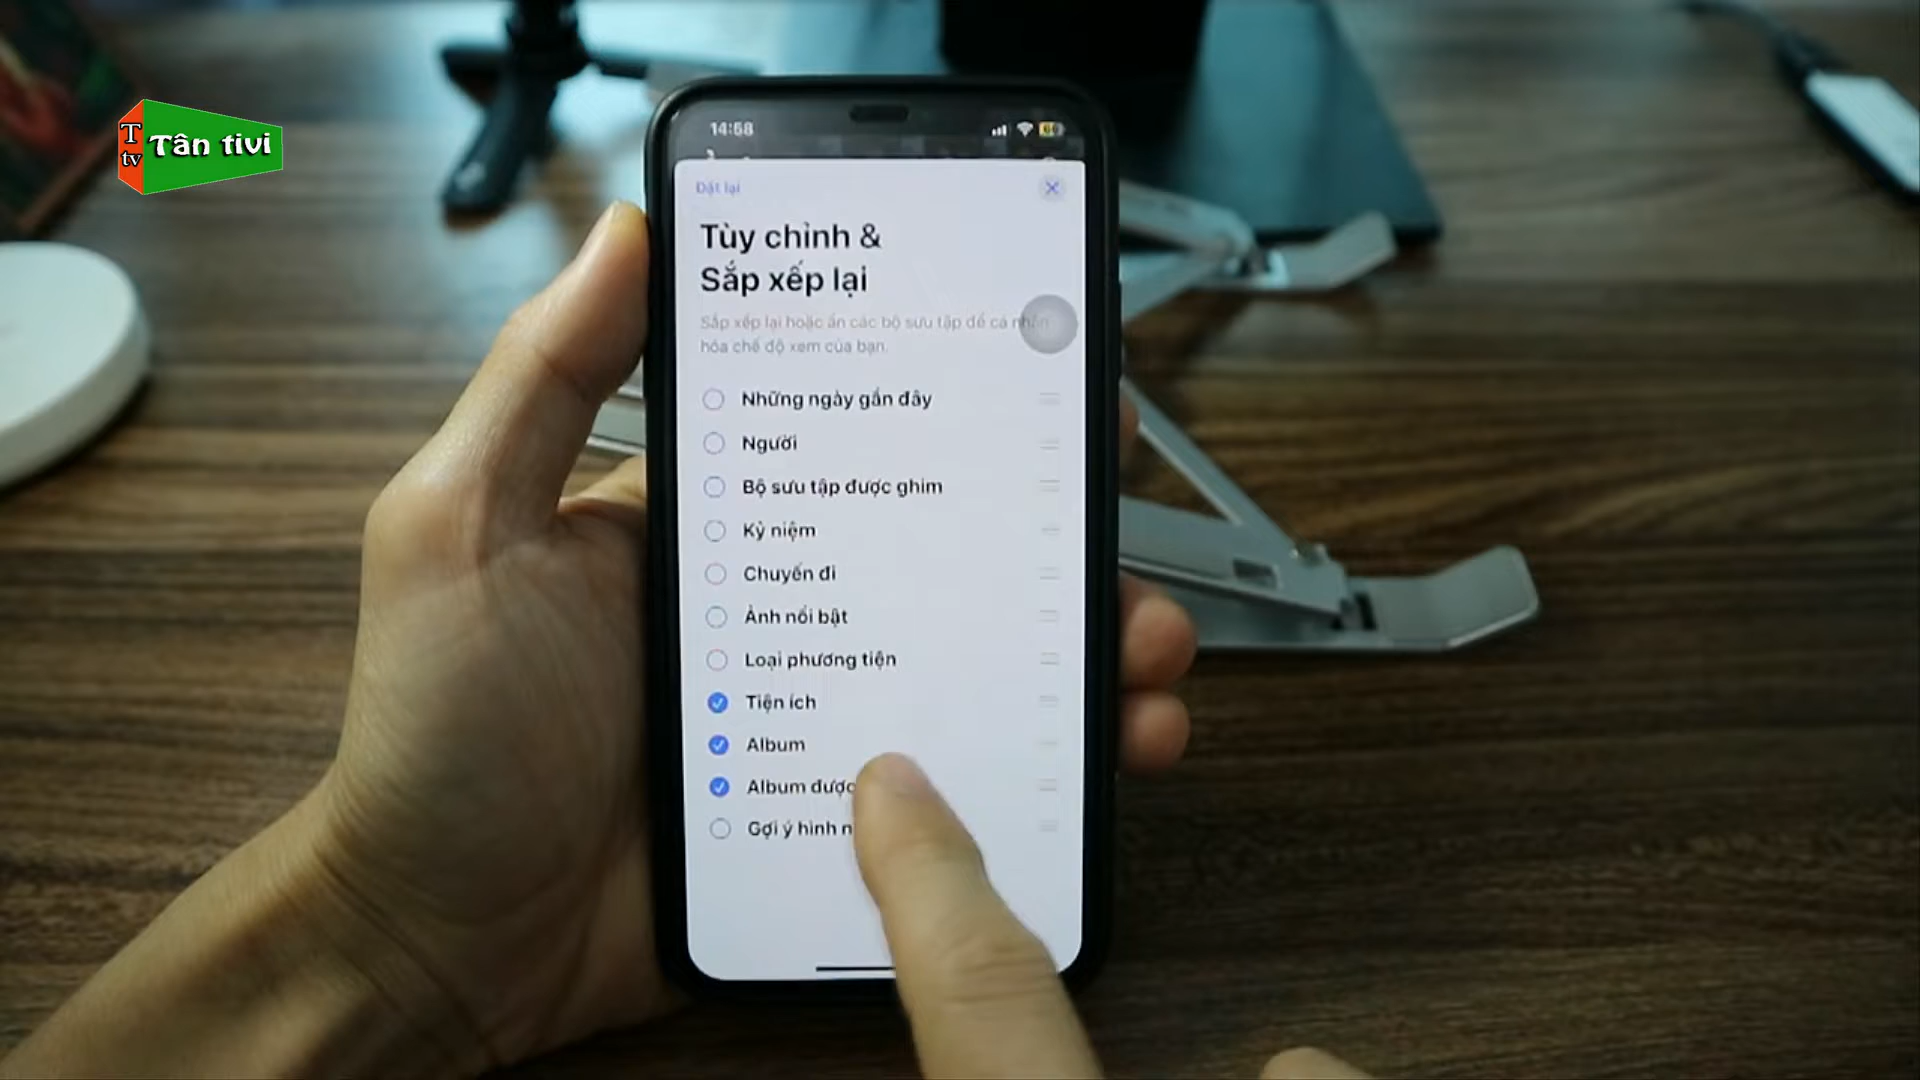 T
tv
Tân tivi
14:58
Đặt lại
Tùy chỉnh &
Sắp xếp lại
Sắp xếp lại hoặc ẩn các bộ sưu tập để cá nhân
hóa chế độ xem của bạn.
Những ngày gần đây
Người
Bộ sưu tập được ghim
Kỷ niệm
Chuyến đi
Ảnh nổi bật
Loại phương tiện
Tiện ích
Album
Album được
Gợi ý hình